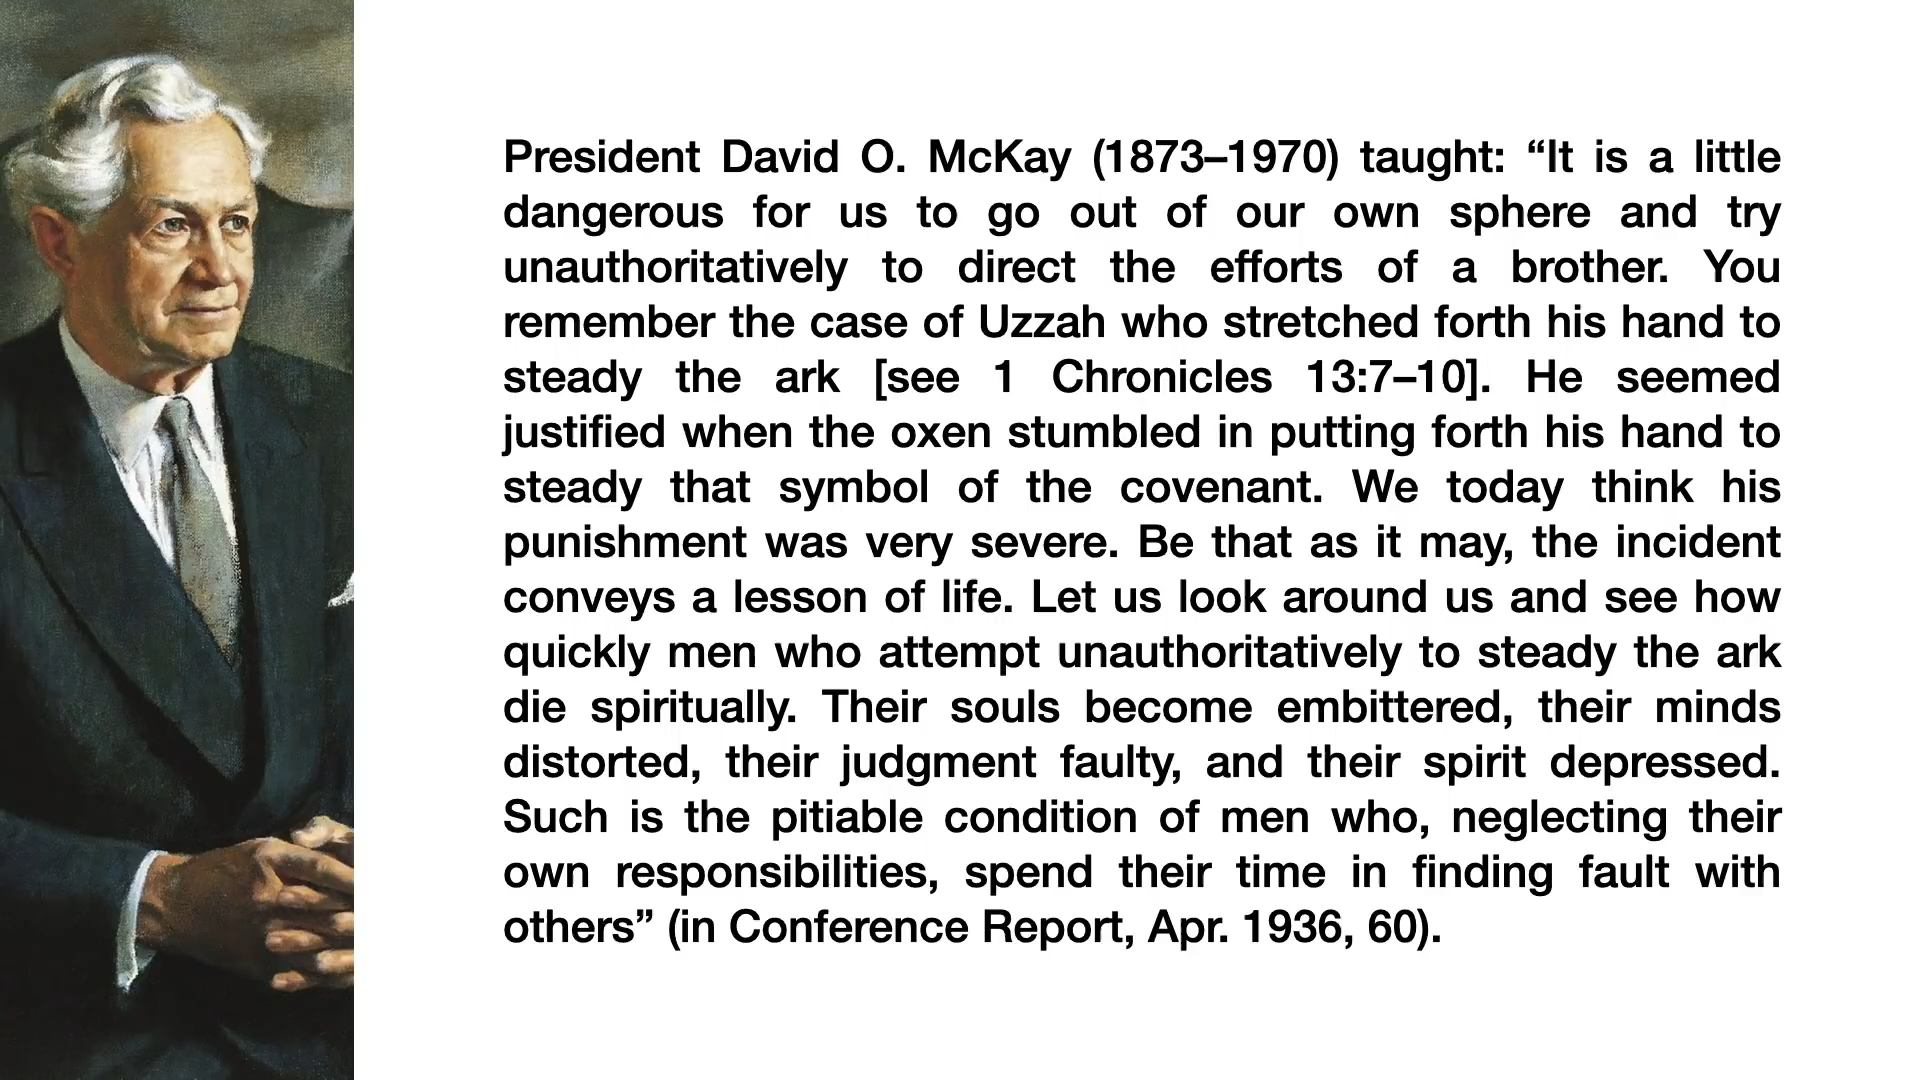 President David O. McKay (1873–1970) taught: “It is a little
dangerous for us to go out of our own sphere and try
unauthoritatively to direct the efforts of a brother. You
remember the case of Uzzah who stretched forth his hand to
steady the ark [see 1 Chronicles 13:7–10]. He seemed
justified when the oxen stumbled in putting forth his hand to
steady that symbol of the covenant. We today think his
punishment was very severe. Be that as it may, the incident
conveys a lesson of life. Let us look around us and see how
quickly men who attempt unauthoritatively to steady the ark
die spiritually. Their souls become embittered, their minds
distorted, their judgment faulty, and their spirit depressed.
Such is the pitiable condition of men who, neglecting their
own responsibilities, spend their time in finding fault with
others” (in Conference Report, Apr. 1936, 60).